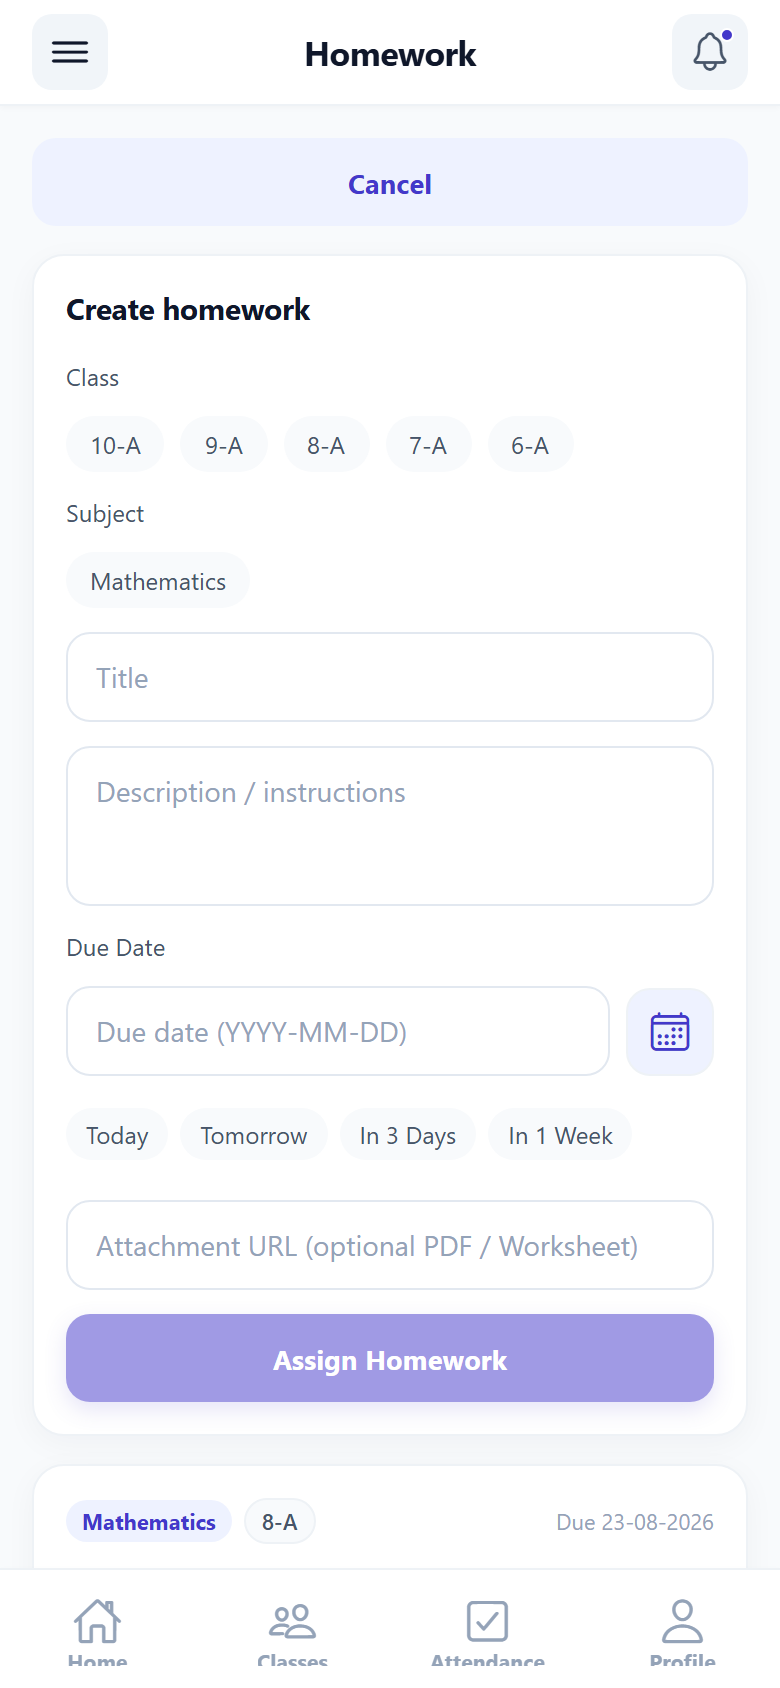 Homework
Cancel
Create homework
Class
10-A 9-A 8-A 7-A 6-A
Subject
Mathematics
Title
Description / instructions
Due Date
Due date (YYYY-MM-DD)
Today Tomorrow In 3 Days In 1 Week
Attachment URL (optional PDF / Worksheet)
Assign Homework
Mathematics 8-A Due 23-08-2026
Home Classes Attendance Profile